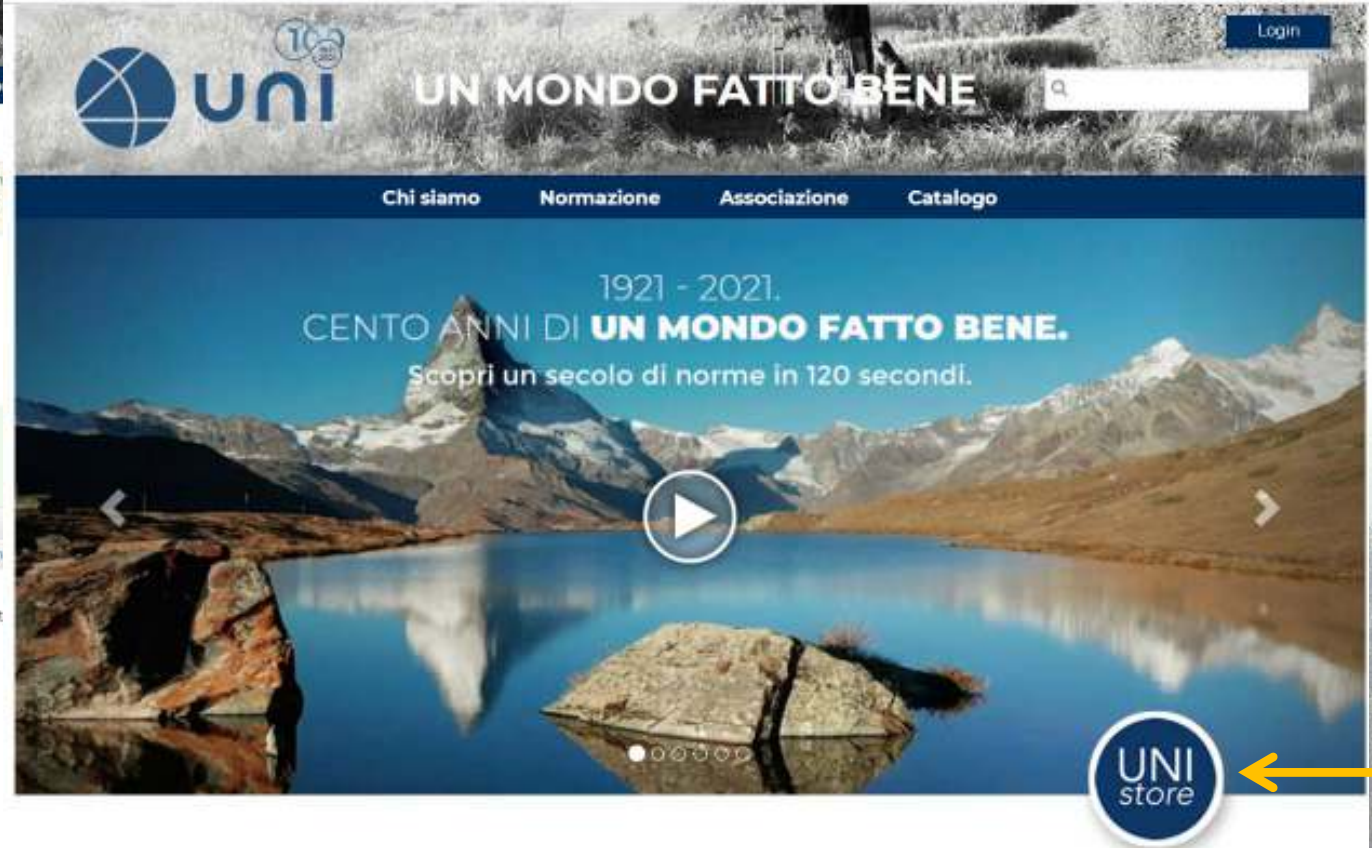 Login
100
uni
UN MONDO FATTO BENE
Chi siamo Normazione Associazione Catalogo
1921 - 2021.
CENTO ANNI DI UN MONDO FATTO BENE.
Scopri un secolo di norme in 120 secondi.
UNI
store